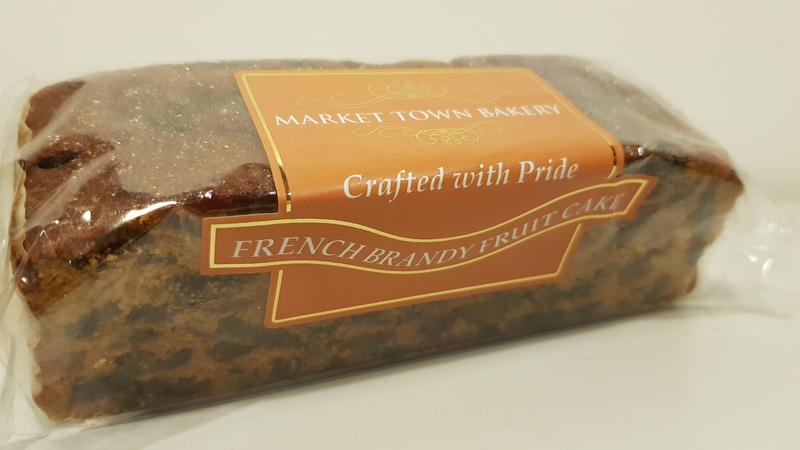 MARKET TOWN BAKERY
Crafted with Pride
FRENCH BRANDY FRUIT CAKE